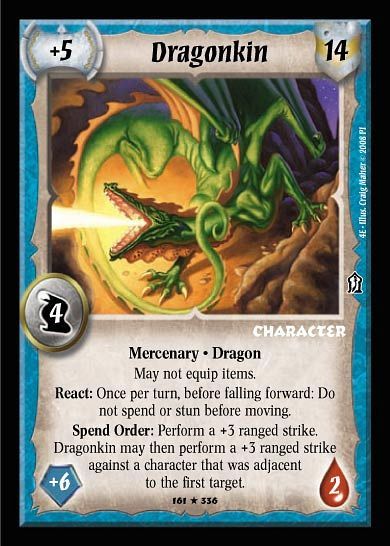 +5
Dragonkin
14
4E • Illus. Craig Maher © 2008 P1
4
CHARACTER
Mercenary • Dragon
May not equip items.
React: Once per turn, before falling forward: Do
not spend or stun before moving.
Spend Order: Perform a +3 ranged strike.
Dragonkin may then perform a +3 ranged strike
against a character that was adjacent
to the first target.
+6
2
161 ★ 336